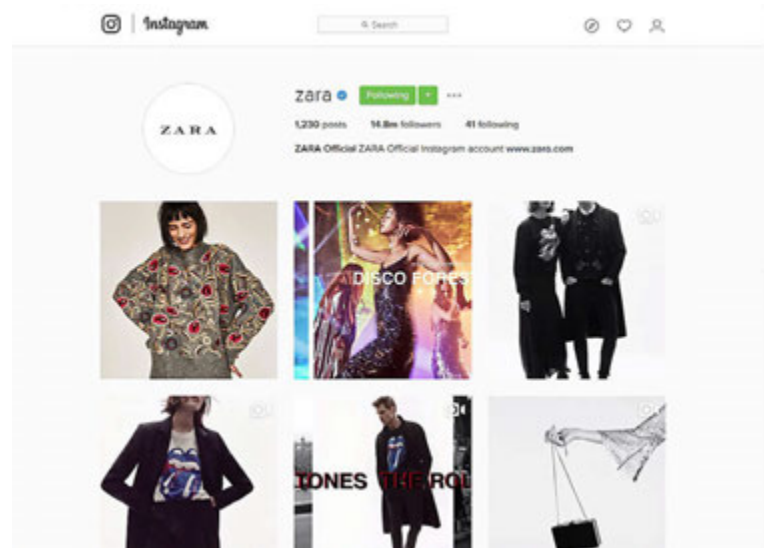 Instagram
Search
zara Following
1,230 posts 14.8m followers 41 following
ZARA Official ZARA Official Instagram account www.zara.com
ZARA
DISCO FORES
TONES THE ROL